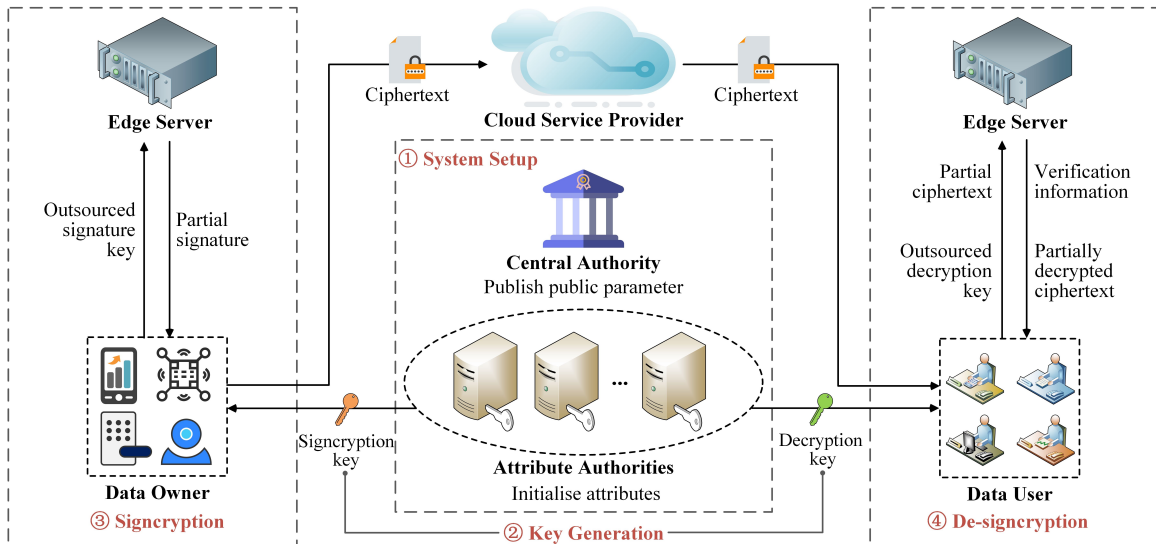 Edge Server
Outsourced
signature
key
Partial
signature
Data Owner
③ Signcryption
Ciphertext
Cloud Service Provider
Ciphertext
① System Setup
Central Authority
Publish public parameter
...
Attribute Authorities
Initialise attributes
Signcryption
key
Decryption
key
② Key Generation
Edge Server
Partial
ciphertext
Verification
information
Outsourced
decryption
key
Partially
decrypted
ciphertext
Data User
④ De-signcryption